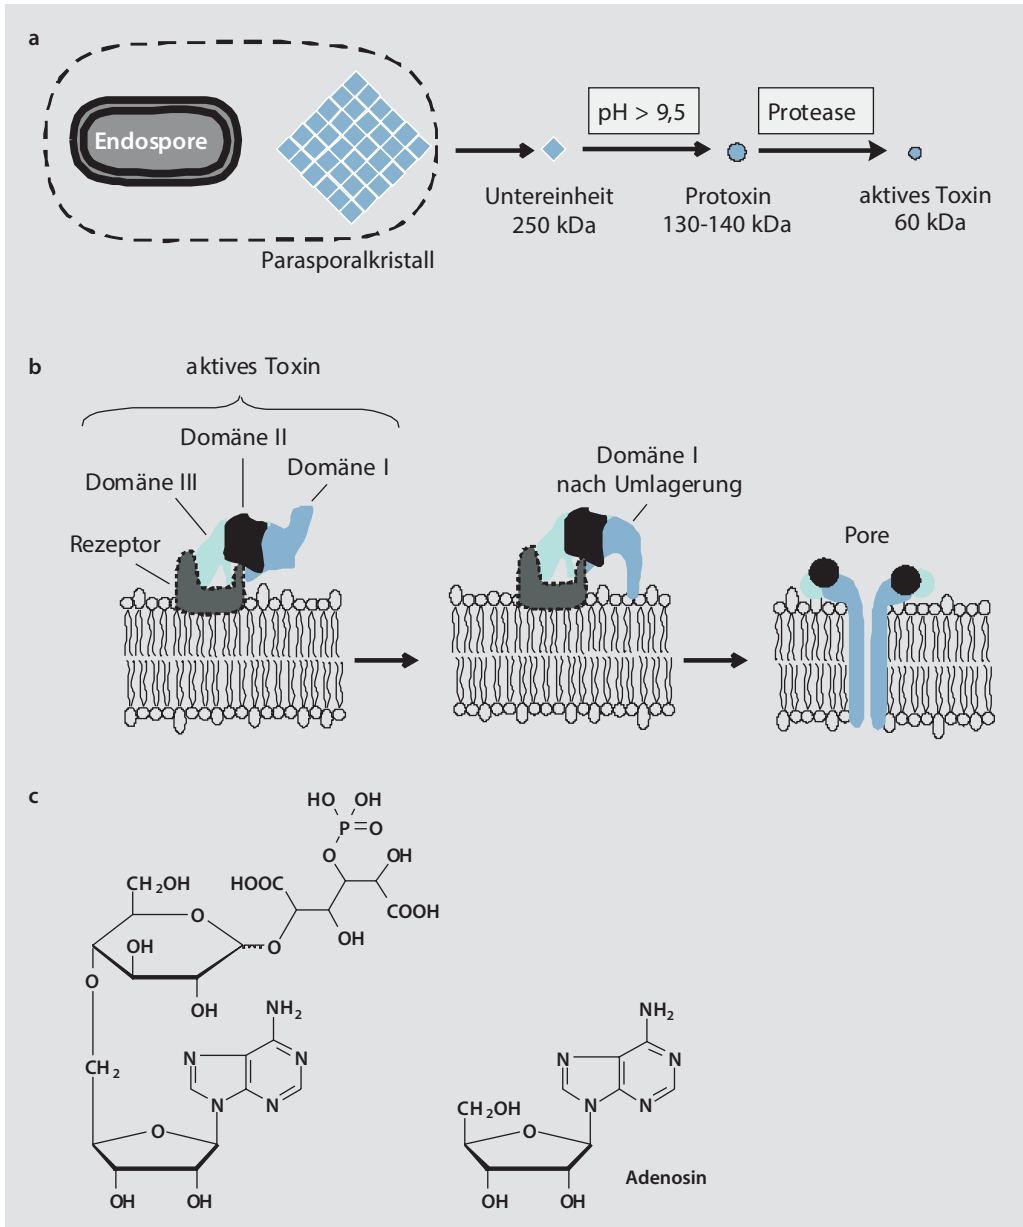 a
Endospore
Parasporalkristall
pH > 9,5
Protease
Untereinheit
250 kDa
Protoxin
130-140 kDa
aktives Toxin
60 kDa
b
aktives Toxin
Domäne II
Domäne I
Domäne III
Rezeptor
Domäne I
nach Umlagerung
Pore
c
HO OH
P=O
O OH
CH2OH HOOC
O COOH
OH O OH
O
OH
NH2
N N
CH2
N N
O
OH OH
NH2
N N
CH2OH N N
O
Adenosin
OH OH